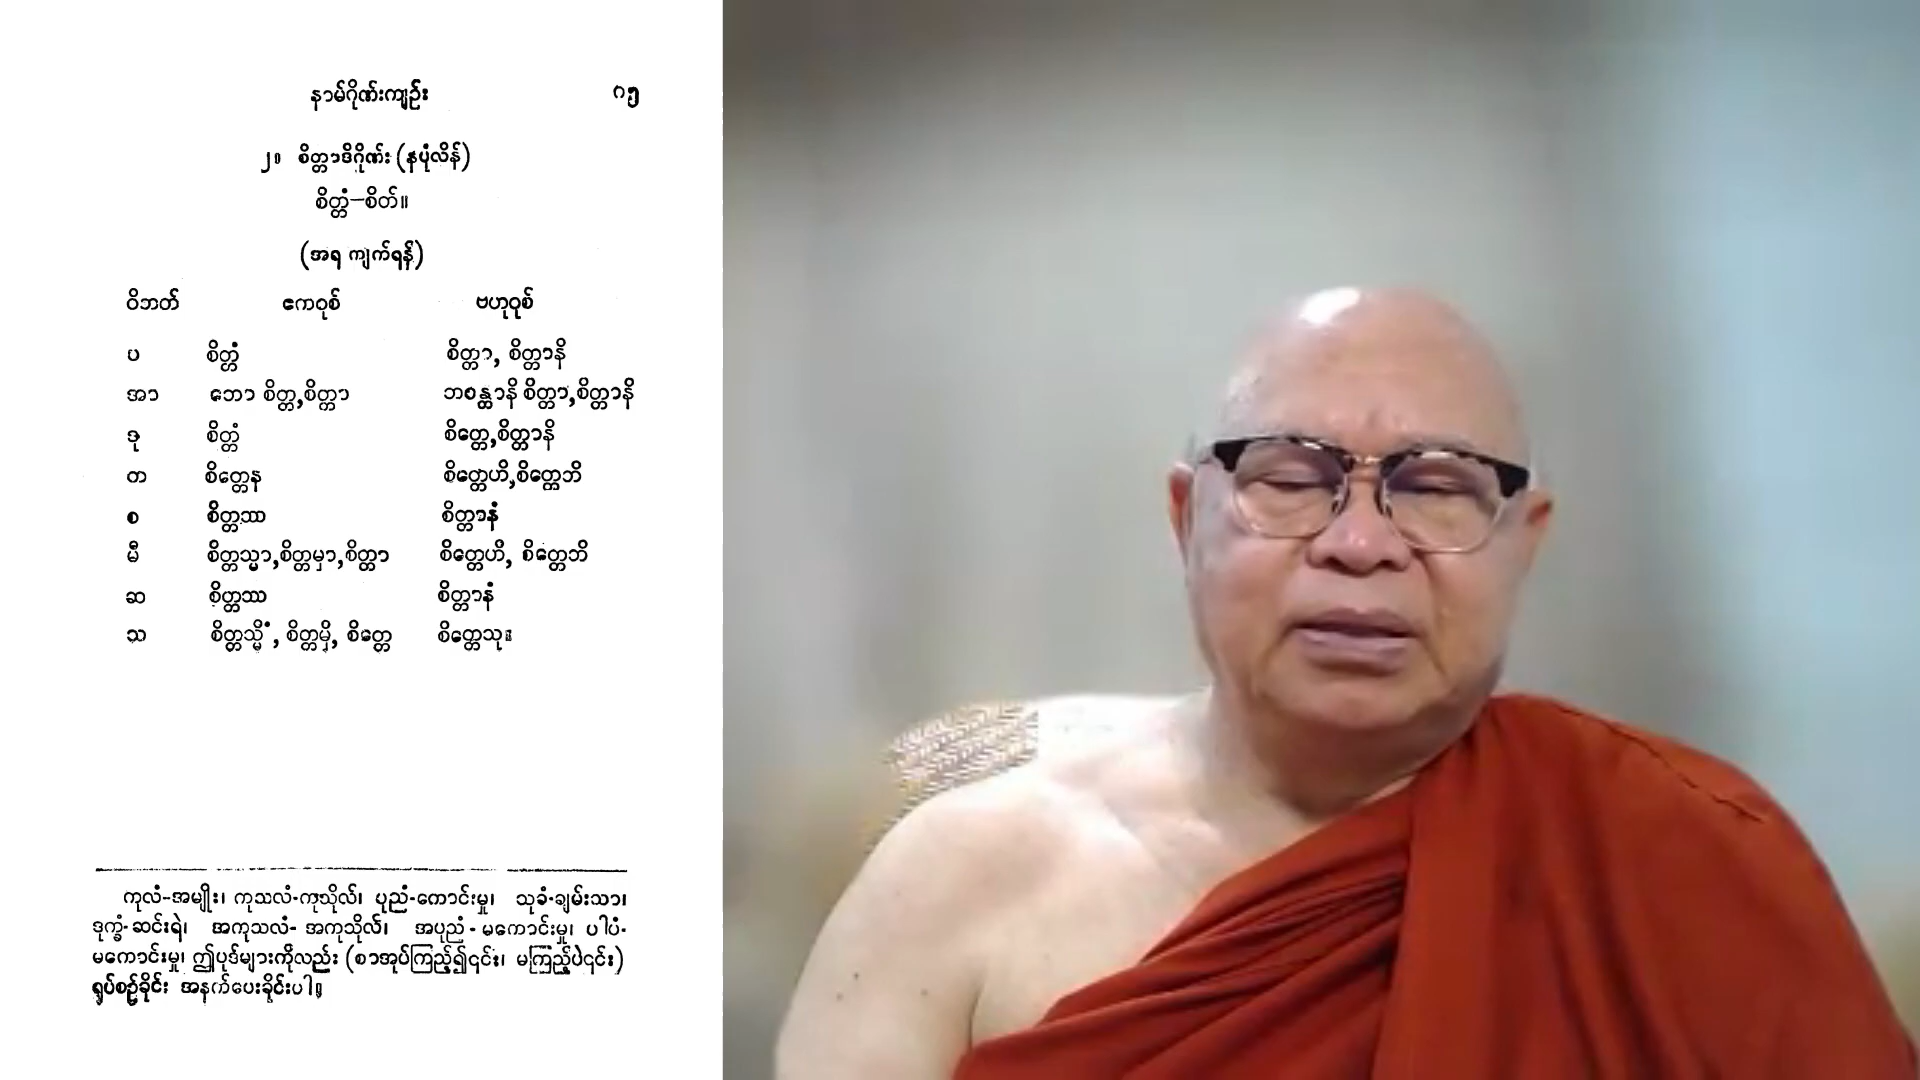 နာမ်ဂိုဏ်းကျဉ်း ၈၅
၂။ စိတ္တာဒိဂိုဏ်း (နပုံလိန်)
စိတ္တံ–စိတ်။
(အရ ကျက်ရန်)
ဝိဘတ် ဧကဝုစ် ဗဟုဝုစ်
ပ စိတ္တံ စိတ္တာ, စိတ္တာနိ
အာ ဘော စိတ္တ,စိတ္တာ ဘဝန္တာနိ စိတ္တာ,စိတ္တာနိ
ဒု စိတ္တံ စိတ္တေ,စိတ္တာနိ
တ စိတ္တေန စိတ္တေဟိ,စိတ္တေဘိ
စ စိတ္တဿ စိတ္တာနံ
မီ စိတ္တသ္မာ,စိတ္တမှာ,စိတ္တာ စိတ္တေဟိ, စိတ္တေဘိ
ဆ စိတ္တဿ စိတ္တာနံ
သ စိတ္တသ္မိံ, စိတ္တမှိ, စိတ္တေ စိတ္တေသု။
ကုလံ-အမျိုး၊ ကုသလံ-ကုသိုလ်၊ ပုညံ-ကောင်းမှု၊ သုခံ-ချမ်းသာ၊
ဒုက္ခံ-ဆင်းရဲ၊ အကုသလံ- အကုသိုလ်၊ အပုညံ - မကောင်းမှု၊ ပါပံ-
မကောင်းမှု၊ ဤပုဒ်များကိုလည်း (စာအုပ်ကြည့်၍၎င်း၊ မကြည့်ပဲ၎င်း)
ရုပ်စဉ်ခိုင်း အနက်ပေးခိုင်းပါ။